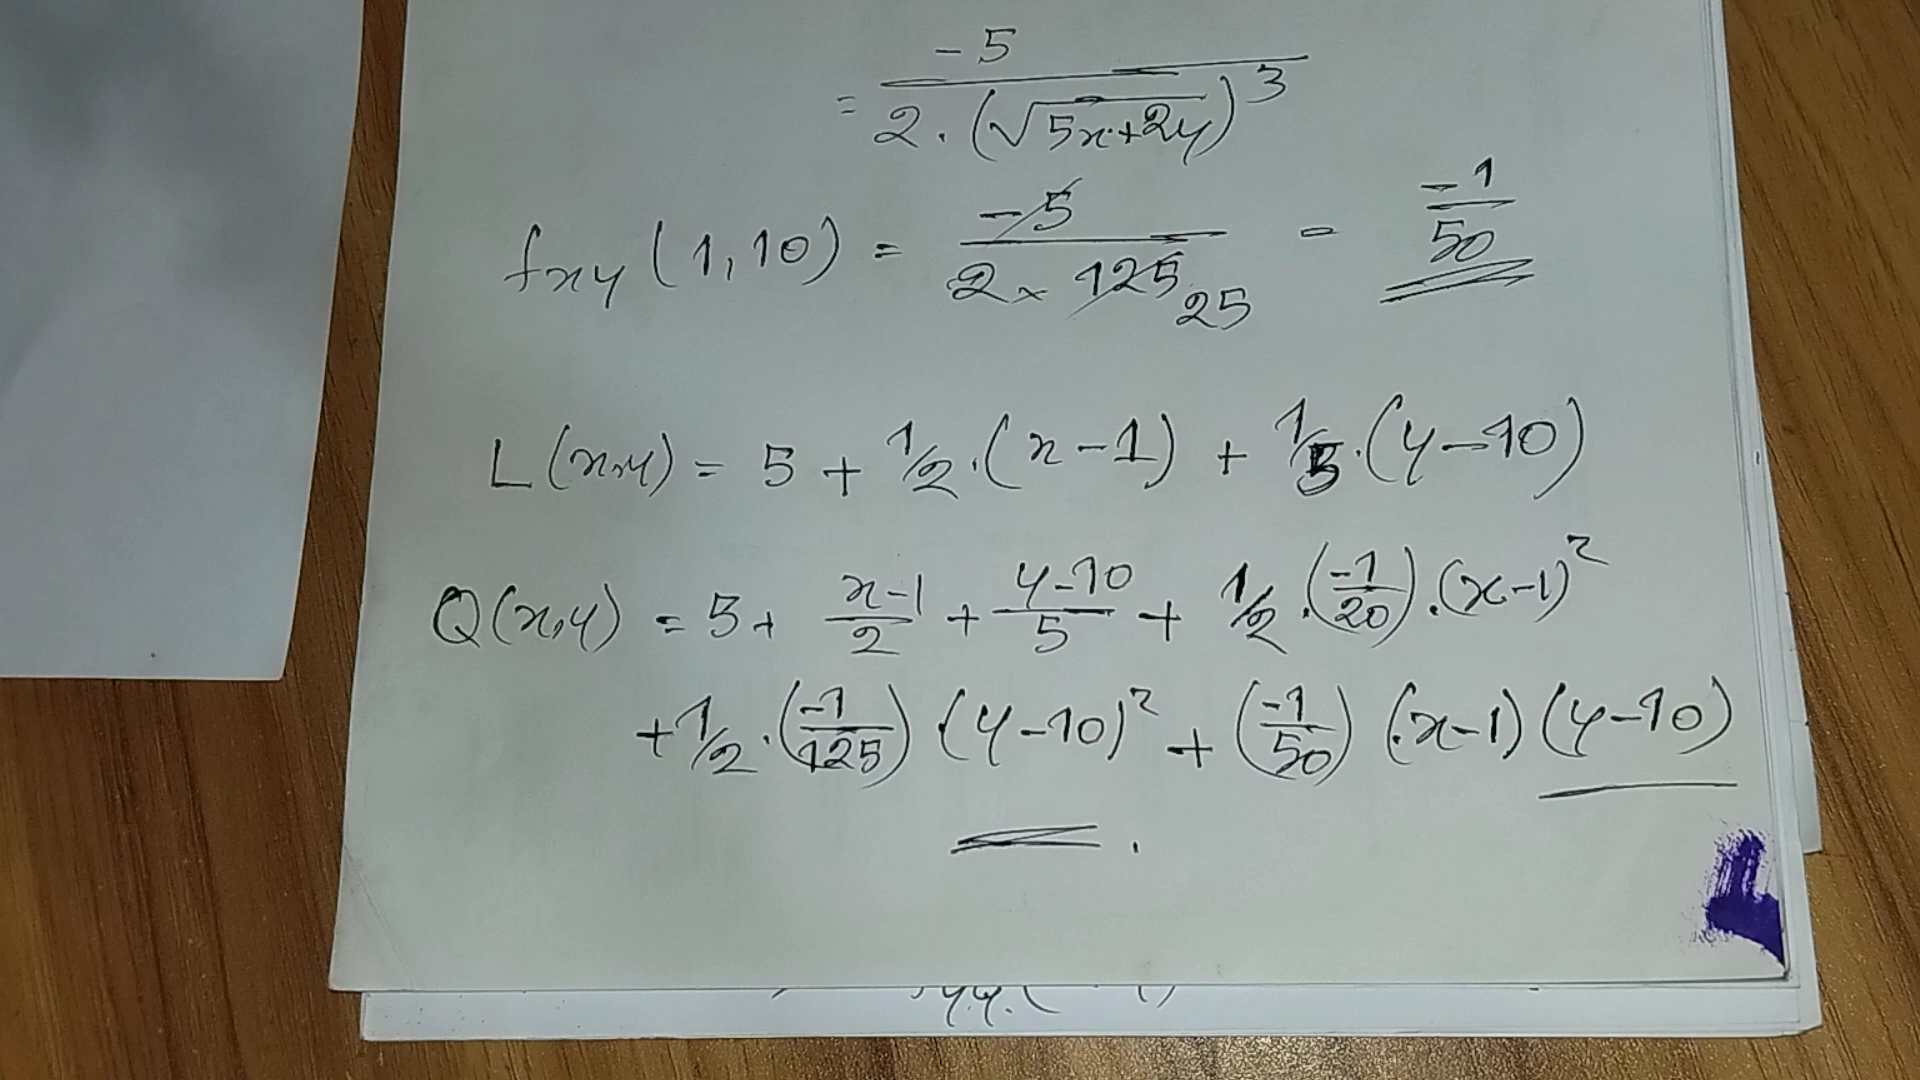 = -5 / 2 · (√5x+2y)^3
fxy (1,10) = -5 / 2 × 125 25 = -1/50
L(x,y) = 5 + 1/2 · (x-1) + 1/5 · (y-10)
Q(x,y) = 5 + (x-1)/2 + (y-10)/5 + 1/2 · (-1/20) · (x-1)²
+ 1/2 · (-1/125) · (y-10)² + (-1/50) (x-1) (y-10)